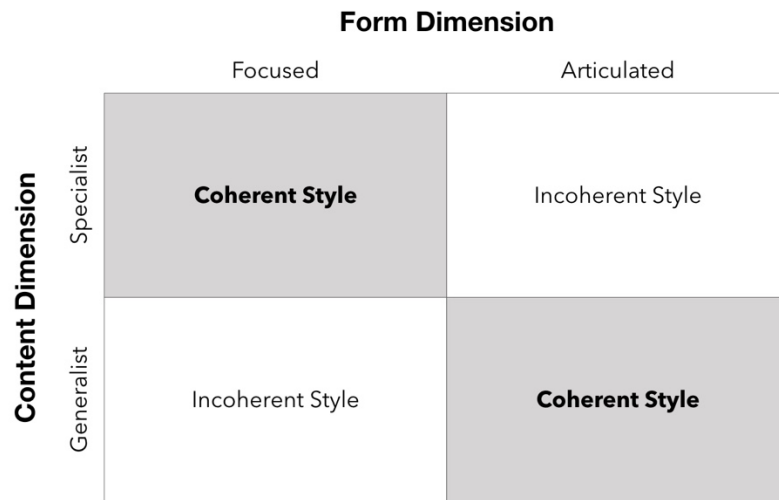 Form Dimension
Focused
Articulated
Content Dimension
Specialist
Coherent Style
Incoherent Style
Generalist
Incoherent Style
Coherent Style